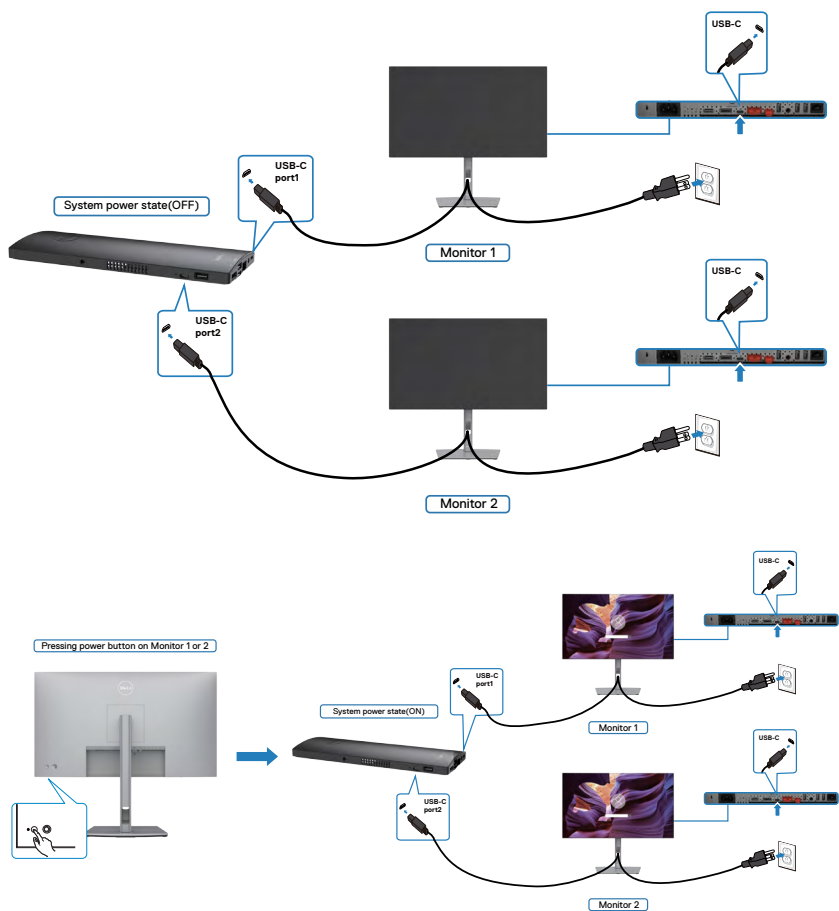 USB-C
USB-C
port1
System power state(OFF)
Monitor 1
USB-C
USB-C
port2
Monitor 2
USB-C
Pressing power button on Monitor 1 or 2
USB-C
port1
System power state(ON)
DELL
Monitor 1
USB-C
USB-C
port2
Monitor 2